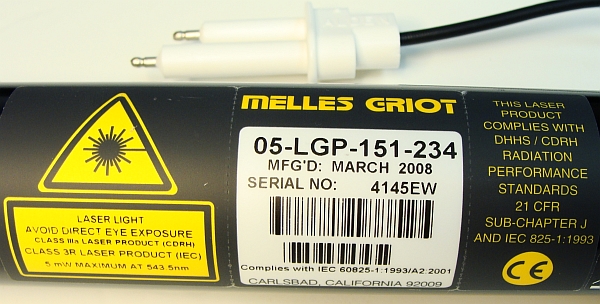 MELLES GRIOT
05-LGP-151-234
MFG'D: MARCH 2008
SERIAL NO: 4145EW
Complies with IEC 60825-1:1993/A2:2001
CARLSBAD, CALIFORNIA 92009
LASER LIGHT
AVOID DIRECT EYE EXPOSURE
CLASS IIIa LASER PRODUCT (CDRH)
CLASS 3R LASER PRODUCT (IEC)
5 mW MAXIMUM AT 543.5nm
THIS LASER
PRODUCT
COMPLIES WITH
DHHS / CDRH
RADIATION
PERFORMANCE
STANDARDS
21 CFR
SUB-CHAPTER J
AND IEC 825-1:1993
CE